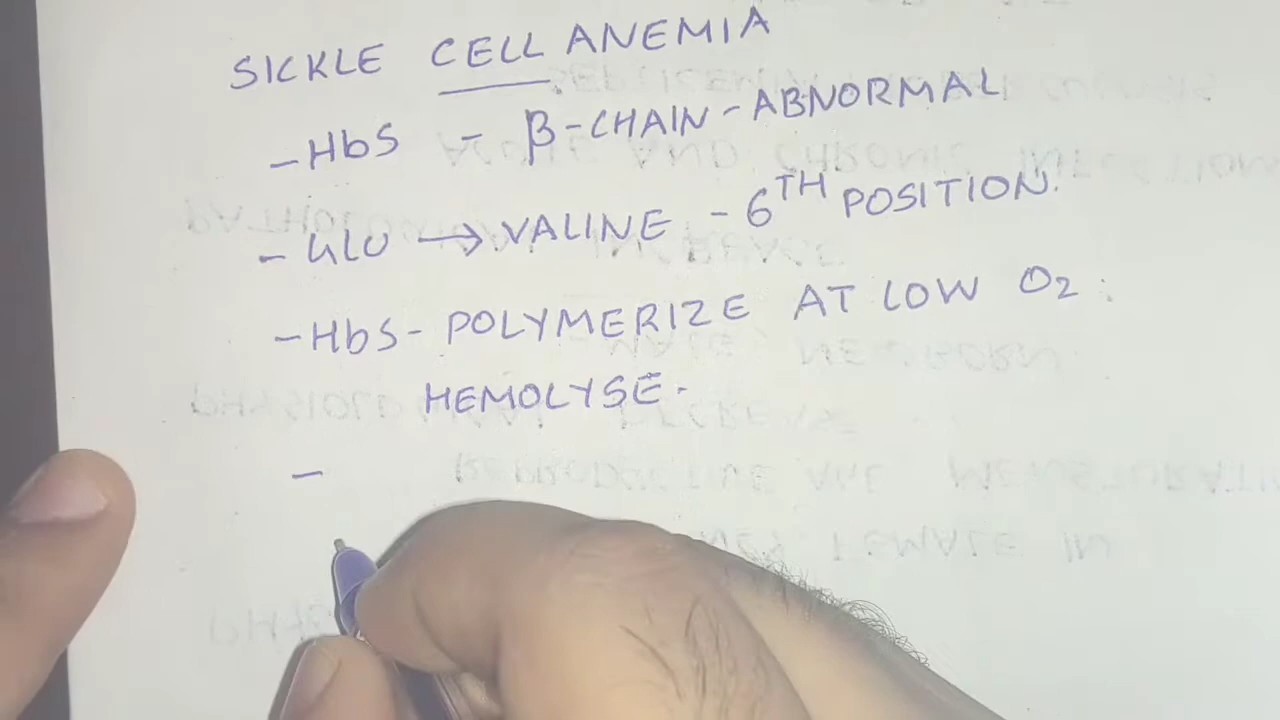 SICKLE CELL ANEMIA
- HbS - β-CHAIN-ABNORMAL
- Glu → VALINE - 6TH POSITION.
- HbS - POLYMERIZE AT LOW O2
HEMOLYSE.
-